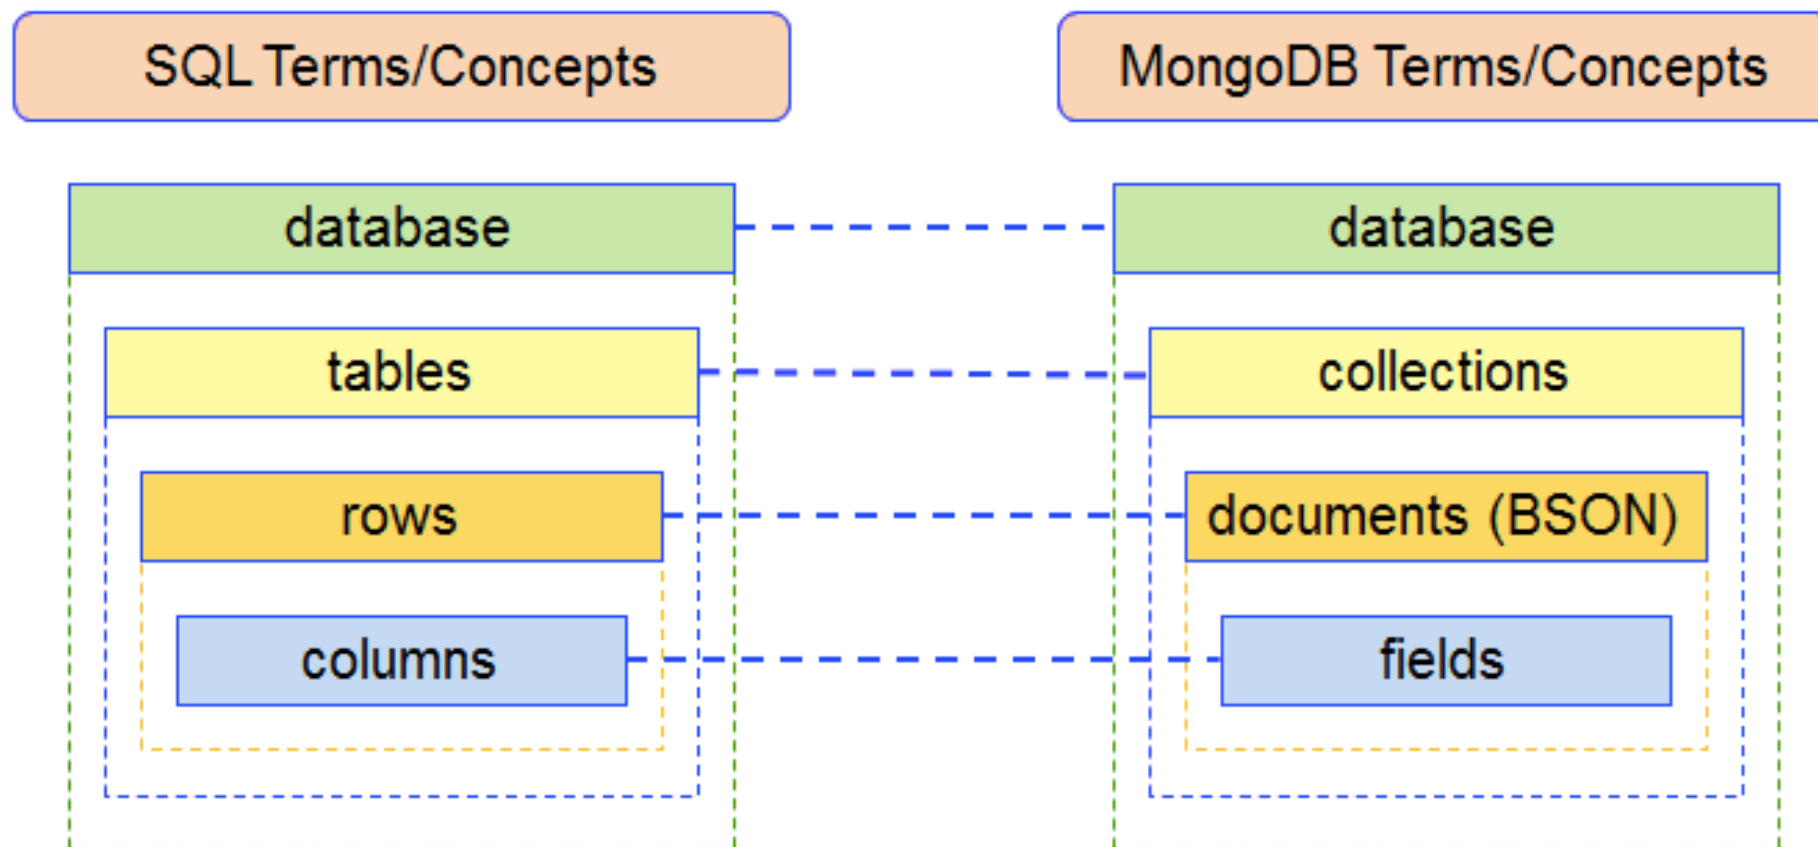 SQL Terms/Concepts
MongoDB Terms/Concepts
database
database
tables
collections
rows
documents (BSON)
columns
fields